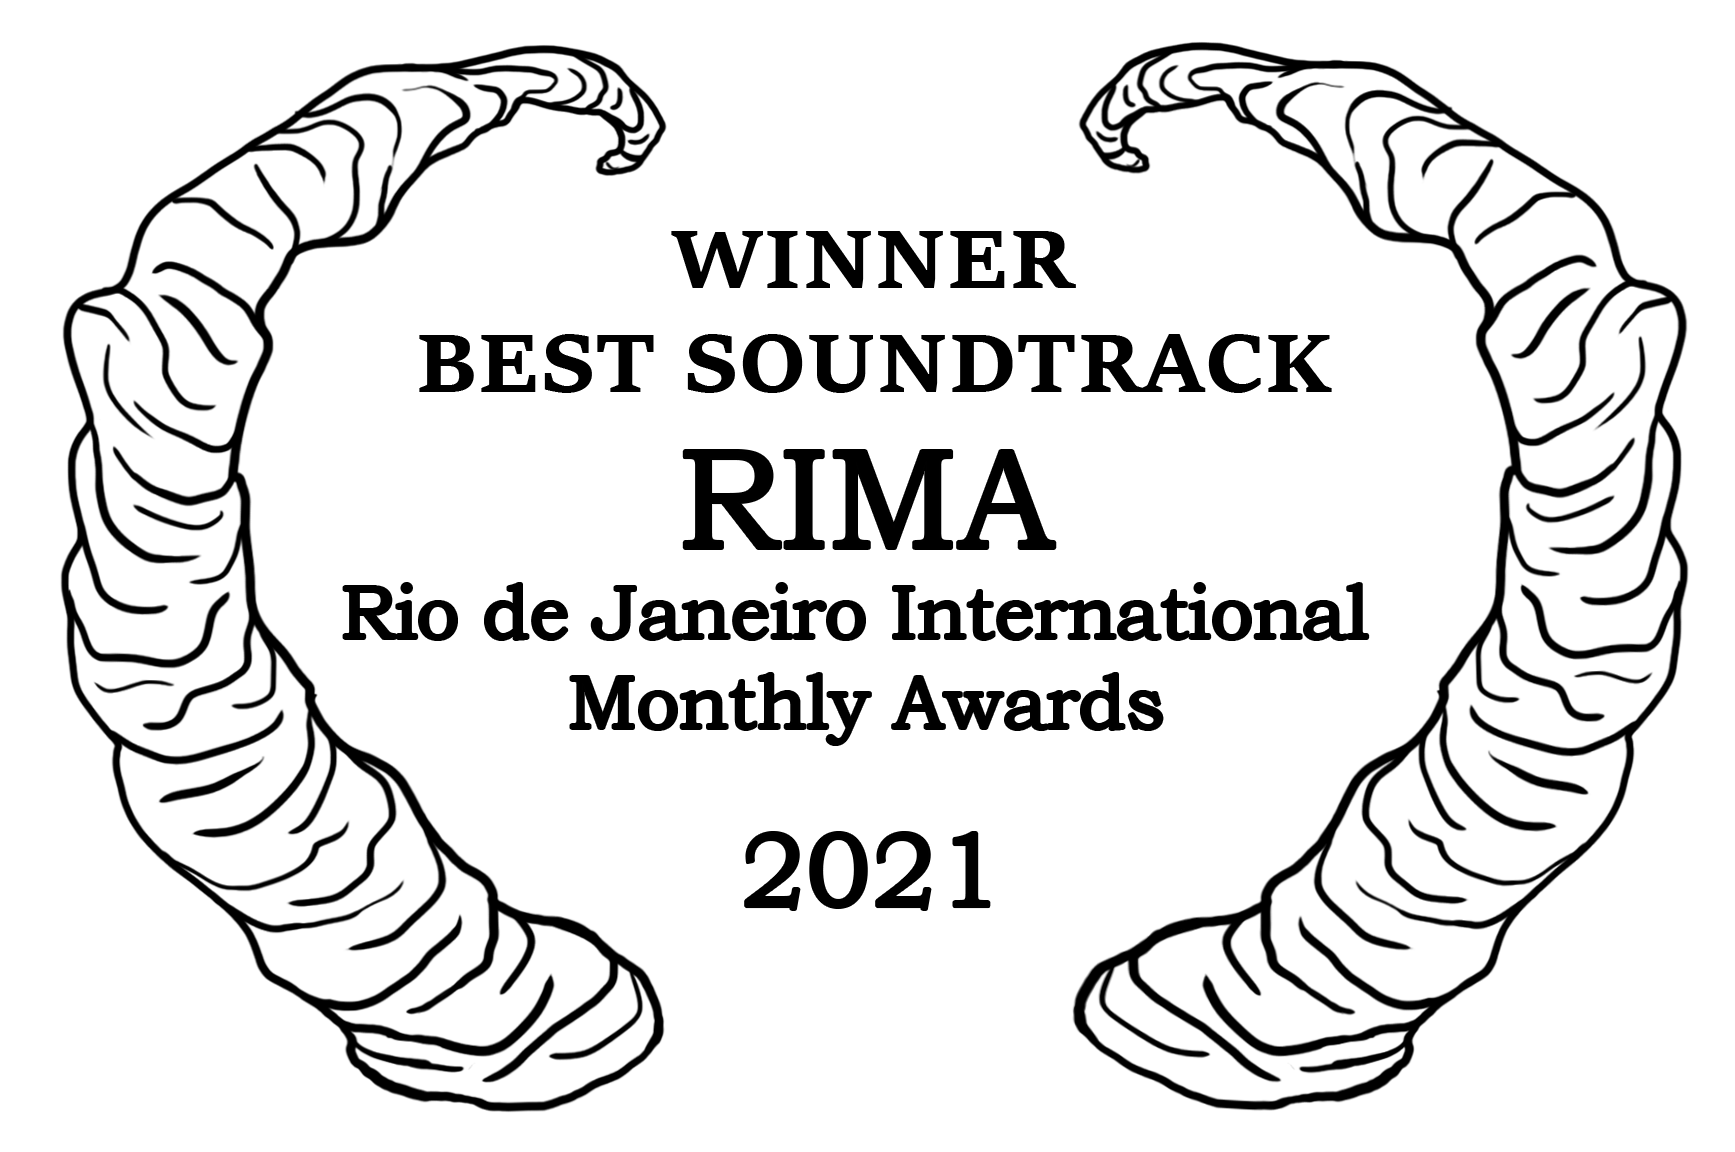 WINNER
BEST SOUNDTRACK
RIMA
Rio de Janeiro International
Monthly Awards
2021